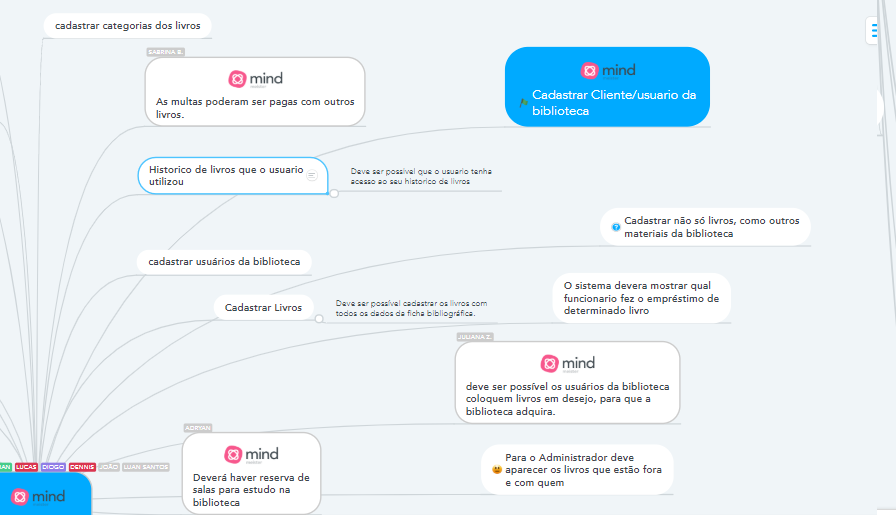 cadastrar categorias dos livros
SABRINA B.
mind
As multas poderam ser pagas com outros
livros.
mind
Cadastrar Cliente/usuario da
biblioteca
Historico de livros que o usuario
utilizou
Deve ser possivel que o usuario tenha
acesso ao seu historico de livros
Cadastrar não só livros, como outros
materiais da biblioteca
cadastrar usuários da biblioteca
Cadastrar Livros
Deve ser possível cadastrar os livros com
todos os dados da ficha bibliográfica.
O sistema devera mostrar qual
funcionario fez o empréstimo de
determinado livro
JULIANA Z.
mind
deve ser possível os usuários da biblioteca
coloquem livros em desejo, para que a
biblioteca adquira.
ADRYAN
mind
Deverá haver reserva de
salas para estudo na
biblioteca
Para o Administrador deve
aparecer os livros que estão fora
e com quem
LUCAS DIOGO DENNIS JOÃO LUAN SANTOS
mind